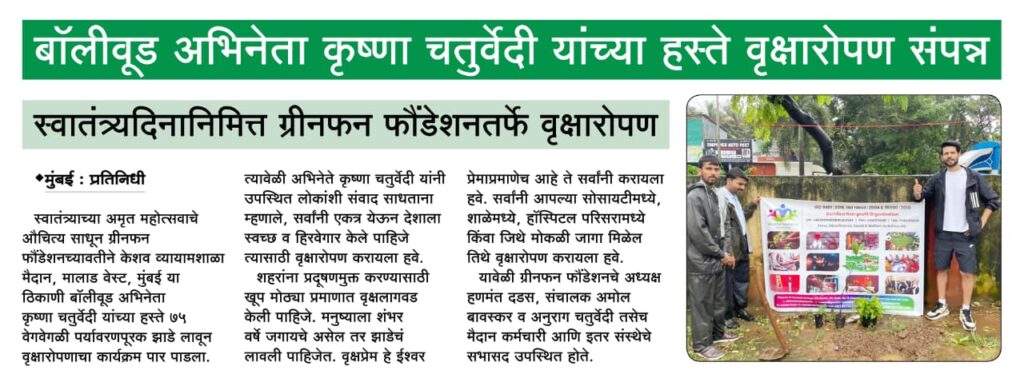 बॉलीवूड अभिनेता कृष्णा चतुर्वेदी यांच्या हस्ते वृक्षारोपण संपन्न
स्वातंत्र्यदिनानिमित्त ग्रीनफन फौंडेशनतर्फे वृक्षारोपण
◆मुंबई : प्रतिनिधी
स्वातंत्र्याच्या अमृत महोत्सवाचे
औचित्य साधून ग्रीनफन
फौंडेशनच्यावतीने केशव व्यायामशाळा
मैदान, मालाड वेस्ट, मुंबई या
ठिकाणी बॉलीवूड अभिनेता
कृष्णा चतुर्वेदी यांच्या हस्ते ७५
वेगवेगळी पर्यावरणपूरक झाडे लावून
वृक्षारोपणाचा कार्यक्रम पार पाडला.
त्यावेळी अभिनेते कृष्णा चतुर्वेदी यांनी
उपस्थित लोकांशी संवाद साधताना
म्हणाले, सर्वांनी एकत्र येऊन देशाला
स्वच्छ व हिरवेगार केले पाहिजे
त्यासाठी वृक्षारोपण करायला हवे.
शहरांना प्रदूषणमुक्त करण्यासाठी
खूप मोठ्या प्रमाणात वृक्षलागवड
केली पाहिजे. मनुष्याला शंभर
वर्षे जगायचे असेल तर झाडेचं
लावली पाहिजेत. वृक्षप्रेम हे ईश्वर
प्रेमाप्रमाणेच आहे ते सर्वांनी करायला
हवे. सर्वांनी आपल्या सोसायटीमध्ये,
शाळेमध्ये, हॉस्पिटल परिसरामध्ये
किंवा जिथे मोकळी जागा मिळेल
तिथे वृक्षारोपण करायला हवे.
यावेळी ग्रीनफन फौंडेशनचे अध्यक्ष
हणमंत दडस, संचालक अमोल
बावस्कर व अनुराग चतुर्वेदी तसेच
मैदान कर्मचारी आणि इतर संस्थेचे
सभासद उपस्थित होते.